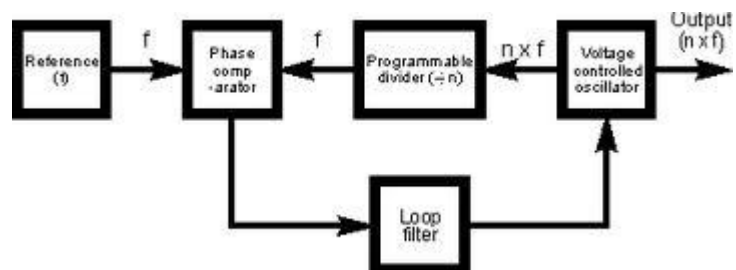 Reference
(f)
f
Phase
comp
-arator
f
Programmable
divider (÷ n)
n x f
Voltage
controlled
oscillator
Output
(n x f)
Loop
filter